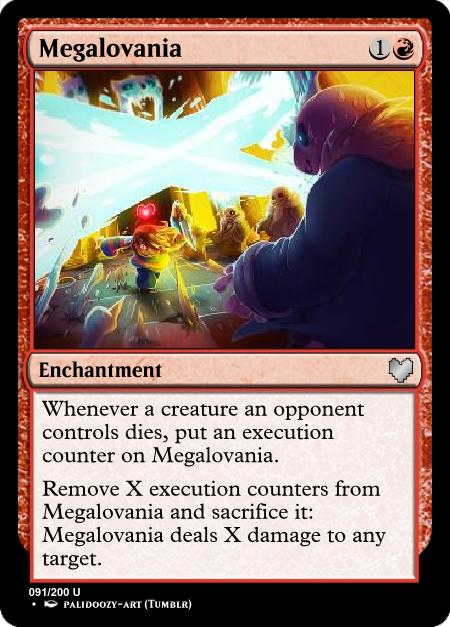 Megalovania 1
Enchantment
Whenever a creature an opponent
controls dies, put an execution
counter on Megalovania.
Remove X execution counters from
Megalovania and sacrifice it:
Megalovania deals X damage to any
target.
091/200 U
• PALIDOOZY-ART (TUMBLR)